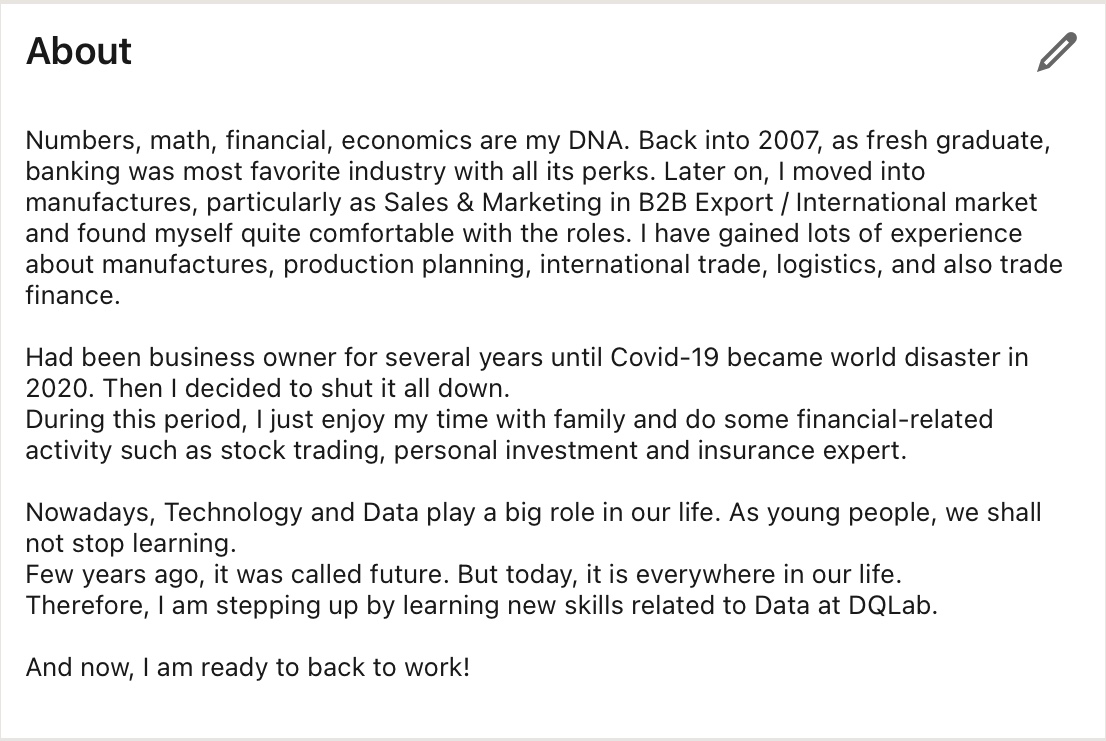 About
Numbers, math, financial, economics are my DNA. Back into 2007, as fresh graduate,
banking was most favorite industry with all its perks. Later on, I moved into
manufactures, particularly as Sales & Marketing in B2B Export / International market
and found myself quite comfortable with the roles. I have gained lots of experience
about manufactures, production planning, international trade, logistics, and also trade
finance.
Had been business owner for several years until Covid-19 became world disaster in
2020. Then I decided to shut it all down.
During this period, I just enjoy my time with family and do some financial-related
activity such as stock trading, personal investment and insurance expert.
Nowadays, Technology and Data play a big role in our life. As young people, we shall
not stop learning.
Few years ago, it was called future. But today, it is everywhere in our life.
Therefore, I am stepping up by learning new skills related to Data at DQLab.
And now, I am ready to back to work!